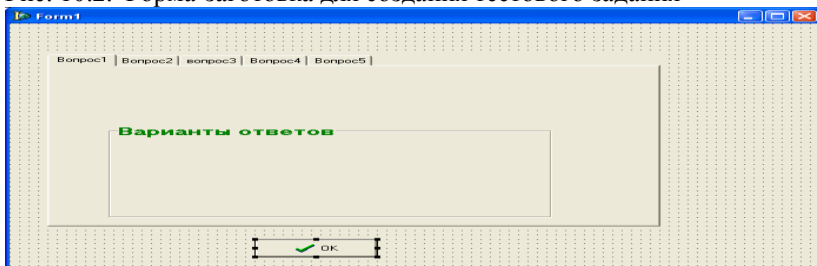 Рис. 10.2. Форма-заготовка для создания тестового задания
Form1
Вопрос1 Вопрос2 вопрос3 Вопрос4 Вопрос5
Варианты ответов
OK